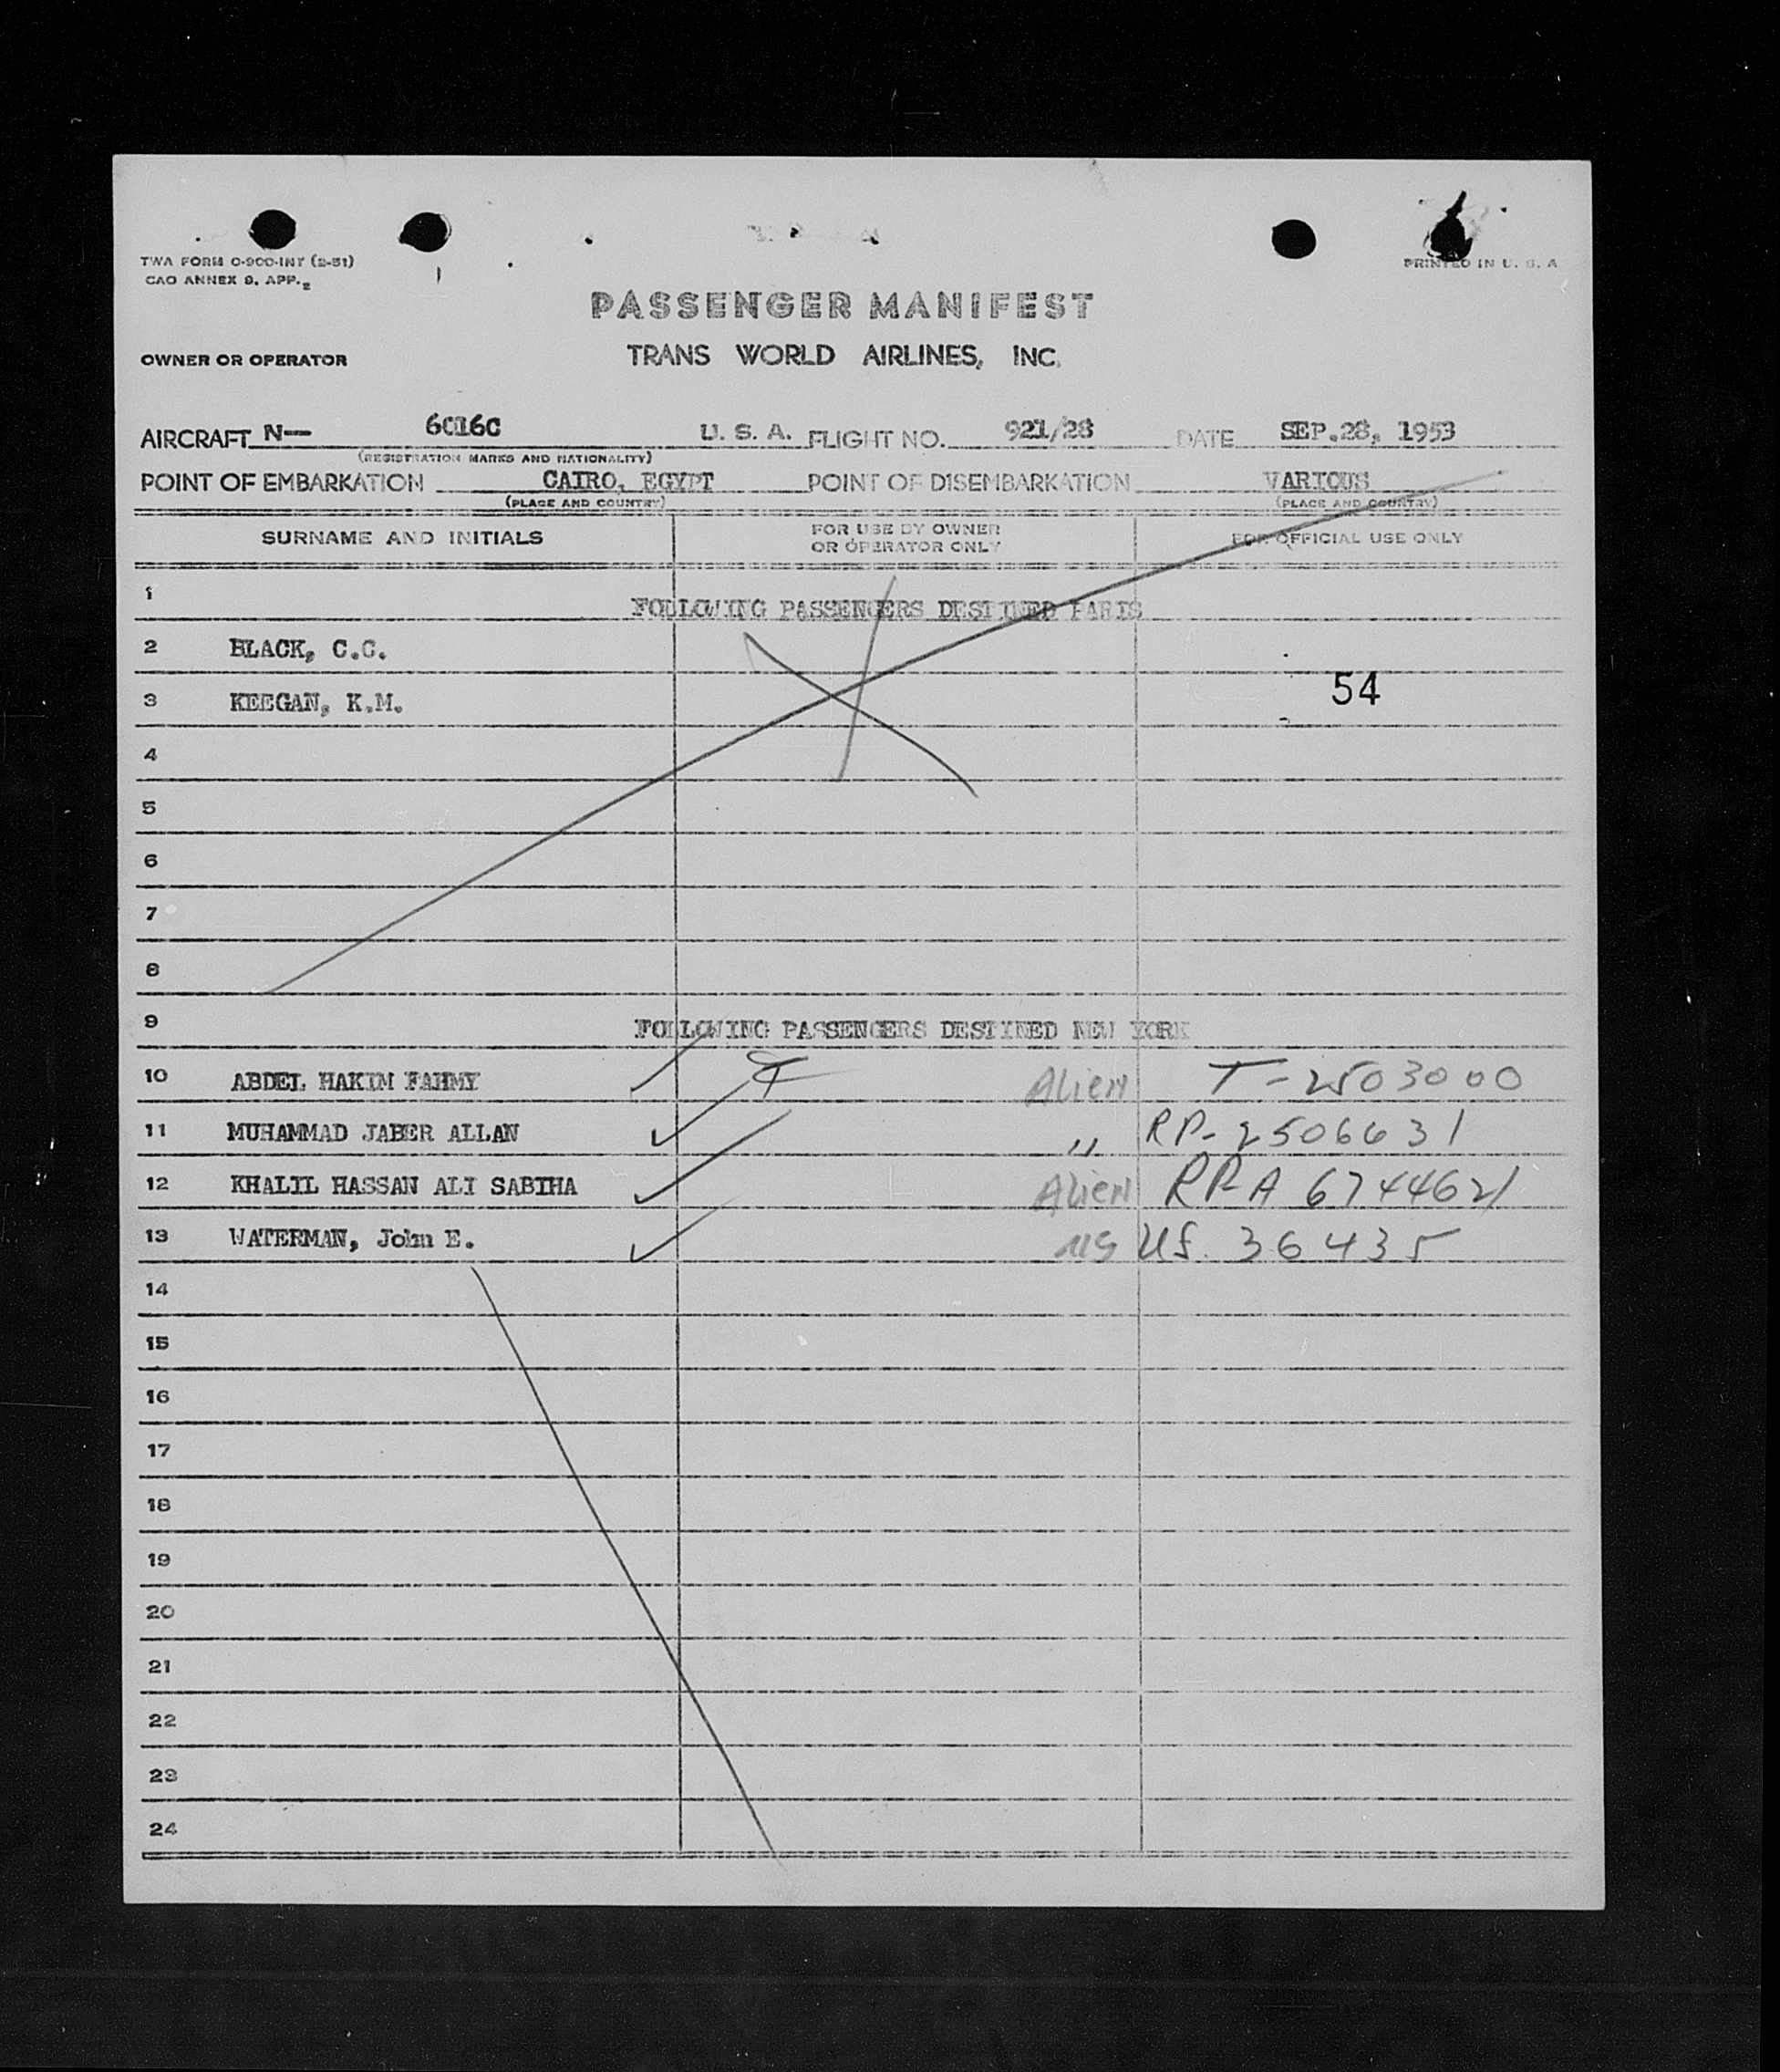 TWA FORM O-900-INT (2-51)
PRINTED IN U. S. A
CAO ANNEX 9, APP. 2
PASSENGER MANIFEST
OWNER OR OPERATOR TRANS WORLD AIRLINES, INC.
AIRCRAFT N— 6016C U. S. A. FLIGHT NO. 921/28 DATE SEP.28, 1953
(REGISTRATION MARKS AND NATIONALITY)
POINT OF EMBARKATION CAIRO, EGYPT POINT OF DISEMBARKATION VARIOUS
(PLACE AND COUNTRY) (PLACE AND COUNTRY)
SURNAME AND INITIALS FOR USE BY OWNER OR OPERATOR ONLY FOR OFFICIAL USE ONLY
1 FOLLOWING PASSENGERS DESTINED PARIS
2 BLACK, C.C.
3 KEEGAN, K.M. 54
4
5
6
7
8
9 FOLLOWING PASSENGERS DESTINED NEW YORK
10 ABDEL HAKIM FAHMY Alien T-2503000
11 MUHAMMAD JABER ALLAN " RP-2506631
12 KHALIL HASSAN ALI SABIHA Alien RP-A 6744621
13 WATERMAN, John E. US US. 36435
14
15
16
17
18
19
20
21
22
23
24